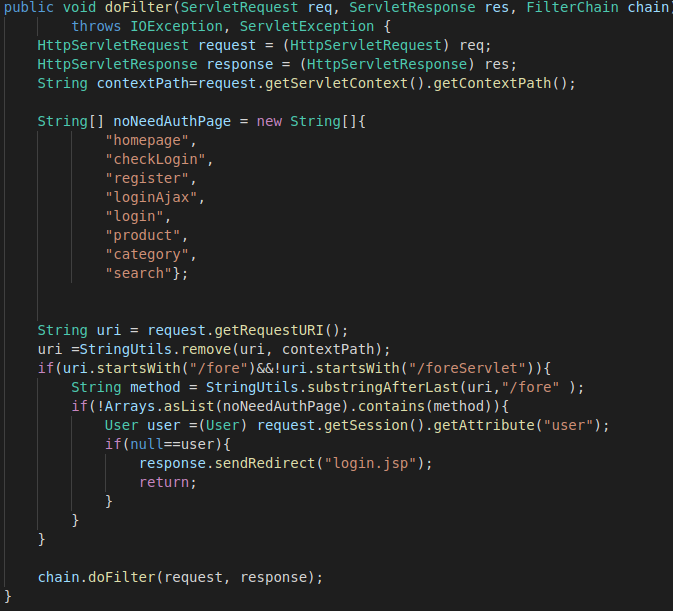 public void doFilter(ServletRequest req, ServletResponse res, FilterChain chain)
throws IOException, ServletException {
HttpServletRequest request = (HttpServletRequest) req;
HttpServletResponse response = (HttpServletResponse) res;
String contextPath=request.getServletContext().getContextPath();
String[] noNeedAuthPage = new String[]{
"homepage",
"checkLogin",
"register",
"loginAjax",
"login",
"product",
"category",
"search"};
String uri = request.getRequestURI();
uri =StringUtils.remove(uri, contextPath);
if(uri.startsWith("/fore")&&!uri.startsWith("/foreServlet")){
String method = StringUtils.substringAfterLast(uri,"/fore" );
if(!Arrays.asList(noNeedAuthPage).contains(method)){
User user =(User) request.getSession().getAttribute("user");
if(null==user){
response.sendRedirect("login.jsp");
return;
}
}
}
chain.doFilter(request, response);
}